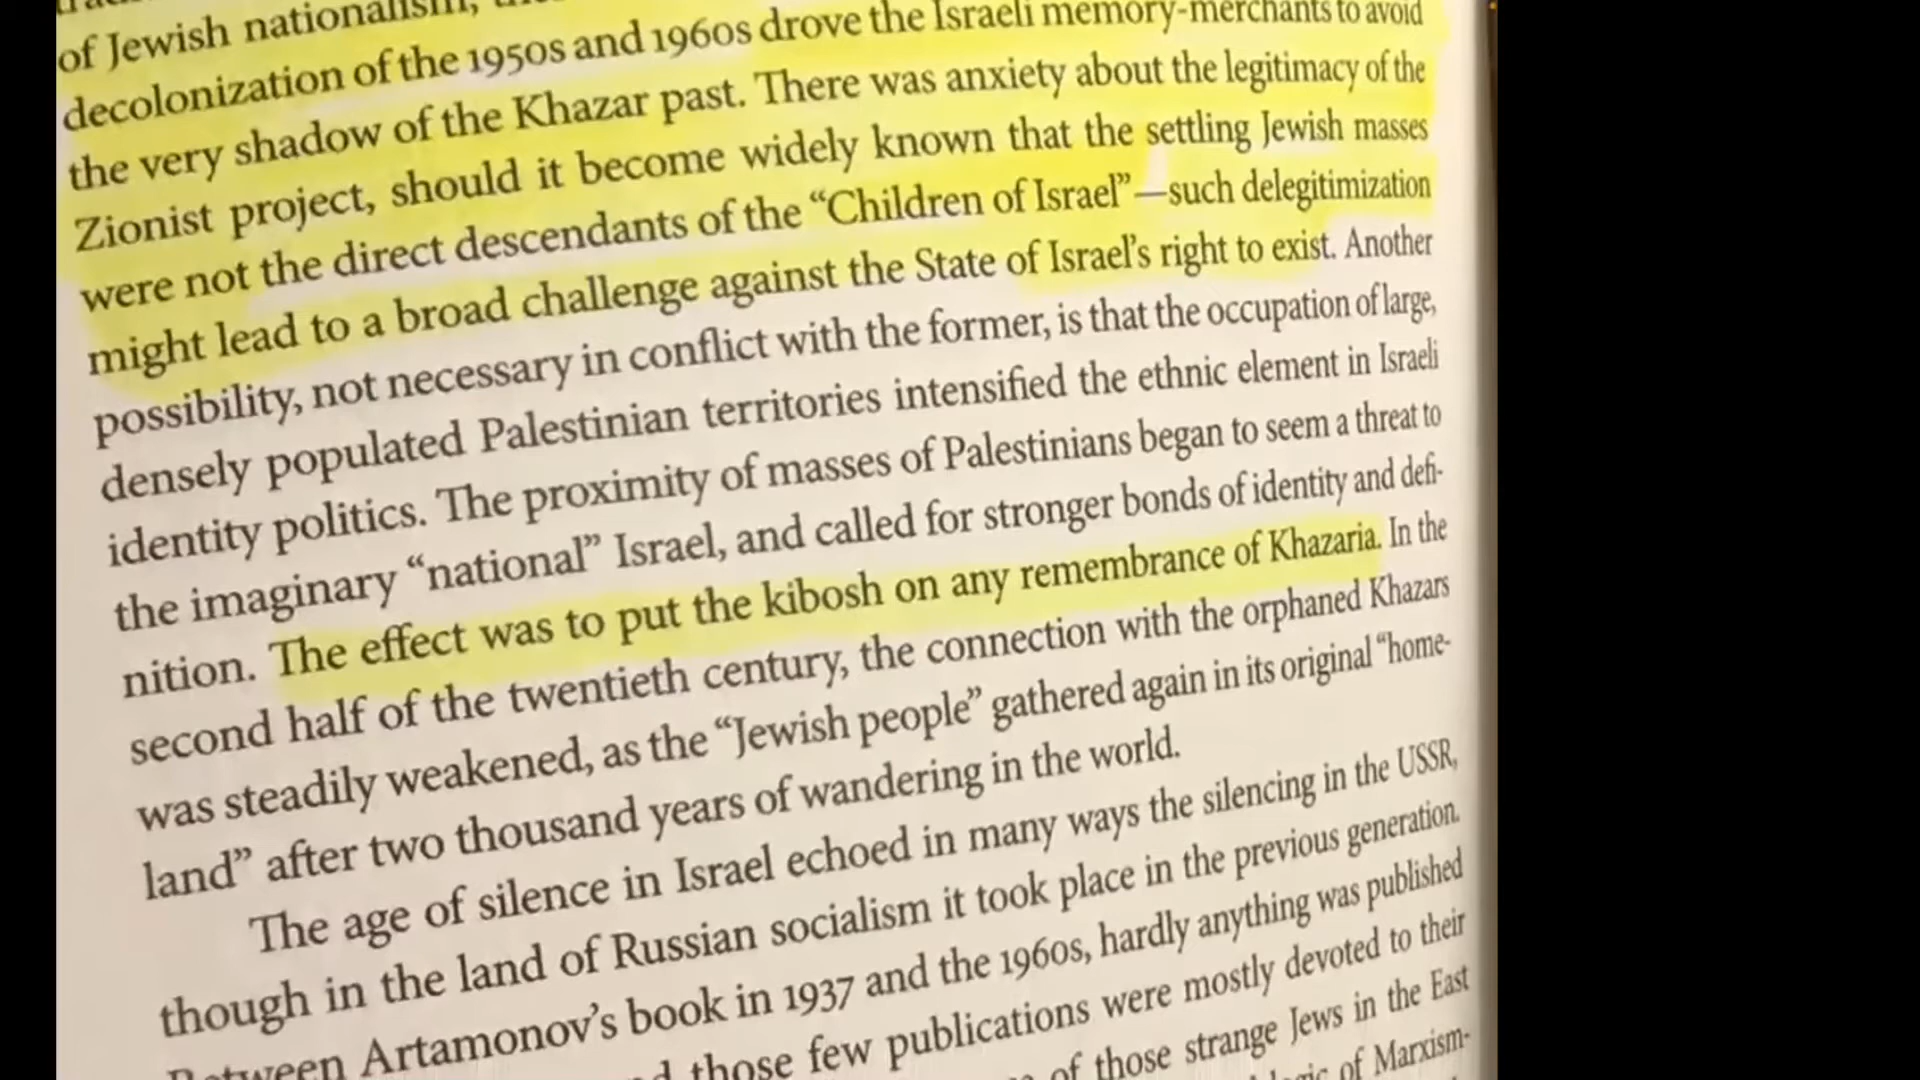 of Jewish nationalism,
decolonization of the 1950s and 1960s drove the Israeli memory-merchants to avoid
the very shadow of the Khazar past. There was anxiety about the legitimacy of the
Zionist project, should it become widely known that the settling Jewish masses
were not the direct descendants of the “Children of Israel”—such delegitimization
might lead to a broad challenge against the State of Israel’s right to exist. Another
possibility, not necessary in conflict with the former, is that the occupation of large,
densely populated Palestinian territories intensified the ethnic element in Israeli
identity politics. The proximity of masses of Palestinians began to seem a threat to
the imaginary “national” Israel, and called for stronger bonds of identity and defi-
nition. The effect was to put the kibosh on any remembrance of Khazaria. In the
second half of the twentieth century, the connection with the orphaned Khazars
was steadily weakened, as the “Jewish people” gathered again in its original “home-
land” after two thousand years of wandering in the world.
The age of silence in Israel echoed in many ways the silencing in the USSR,
though in the land of Russian socialism it took place in the previous generation.
Between Artamonov’s book in 1937 and the 1960s, hardly anything was published
those few publications were mostly devoted to their
of those strange Jews in the East
of Marxism-